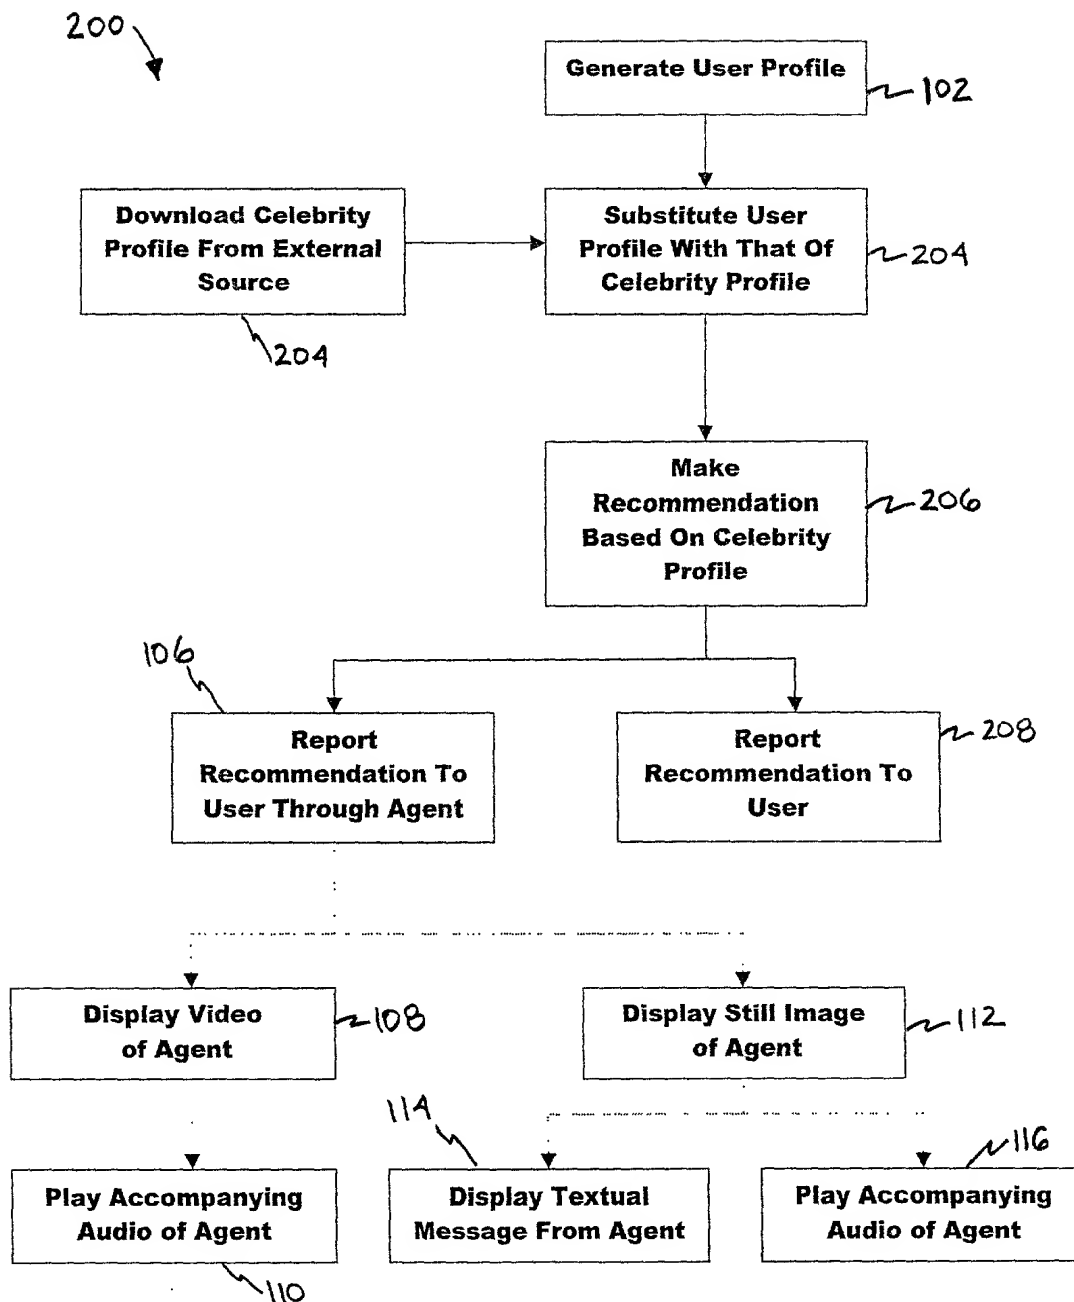 200
Generate User Profile
102
Download Celebrity
Profile From External
Source
204
Substitute User
Profile With That Of
Celebrity Profile
204
Make
Recommendation
Based On Celebrity
Profile
206
106
Report
Recommendation To
User Through Agent
Report
Recommendation To
User
208
Display Video
of Agent
108
Display Still Image
of Agent
112
114
116
Play Accompanying
Audio of Agent
110
Display Textual
Message From Agent
Play Accompanying
Audio of Agent